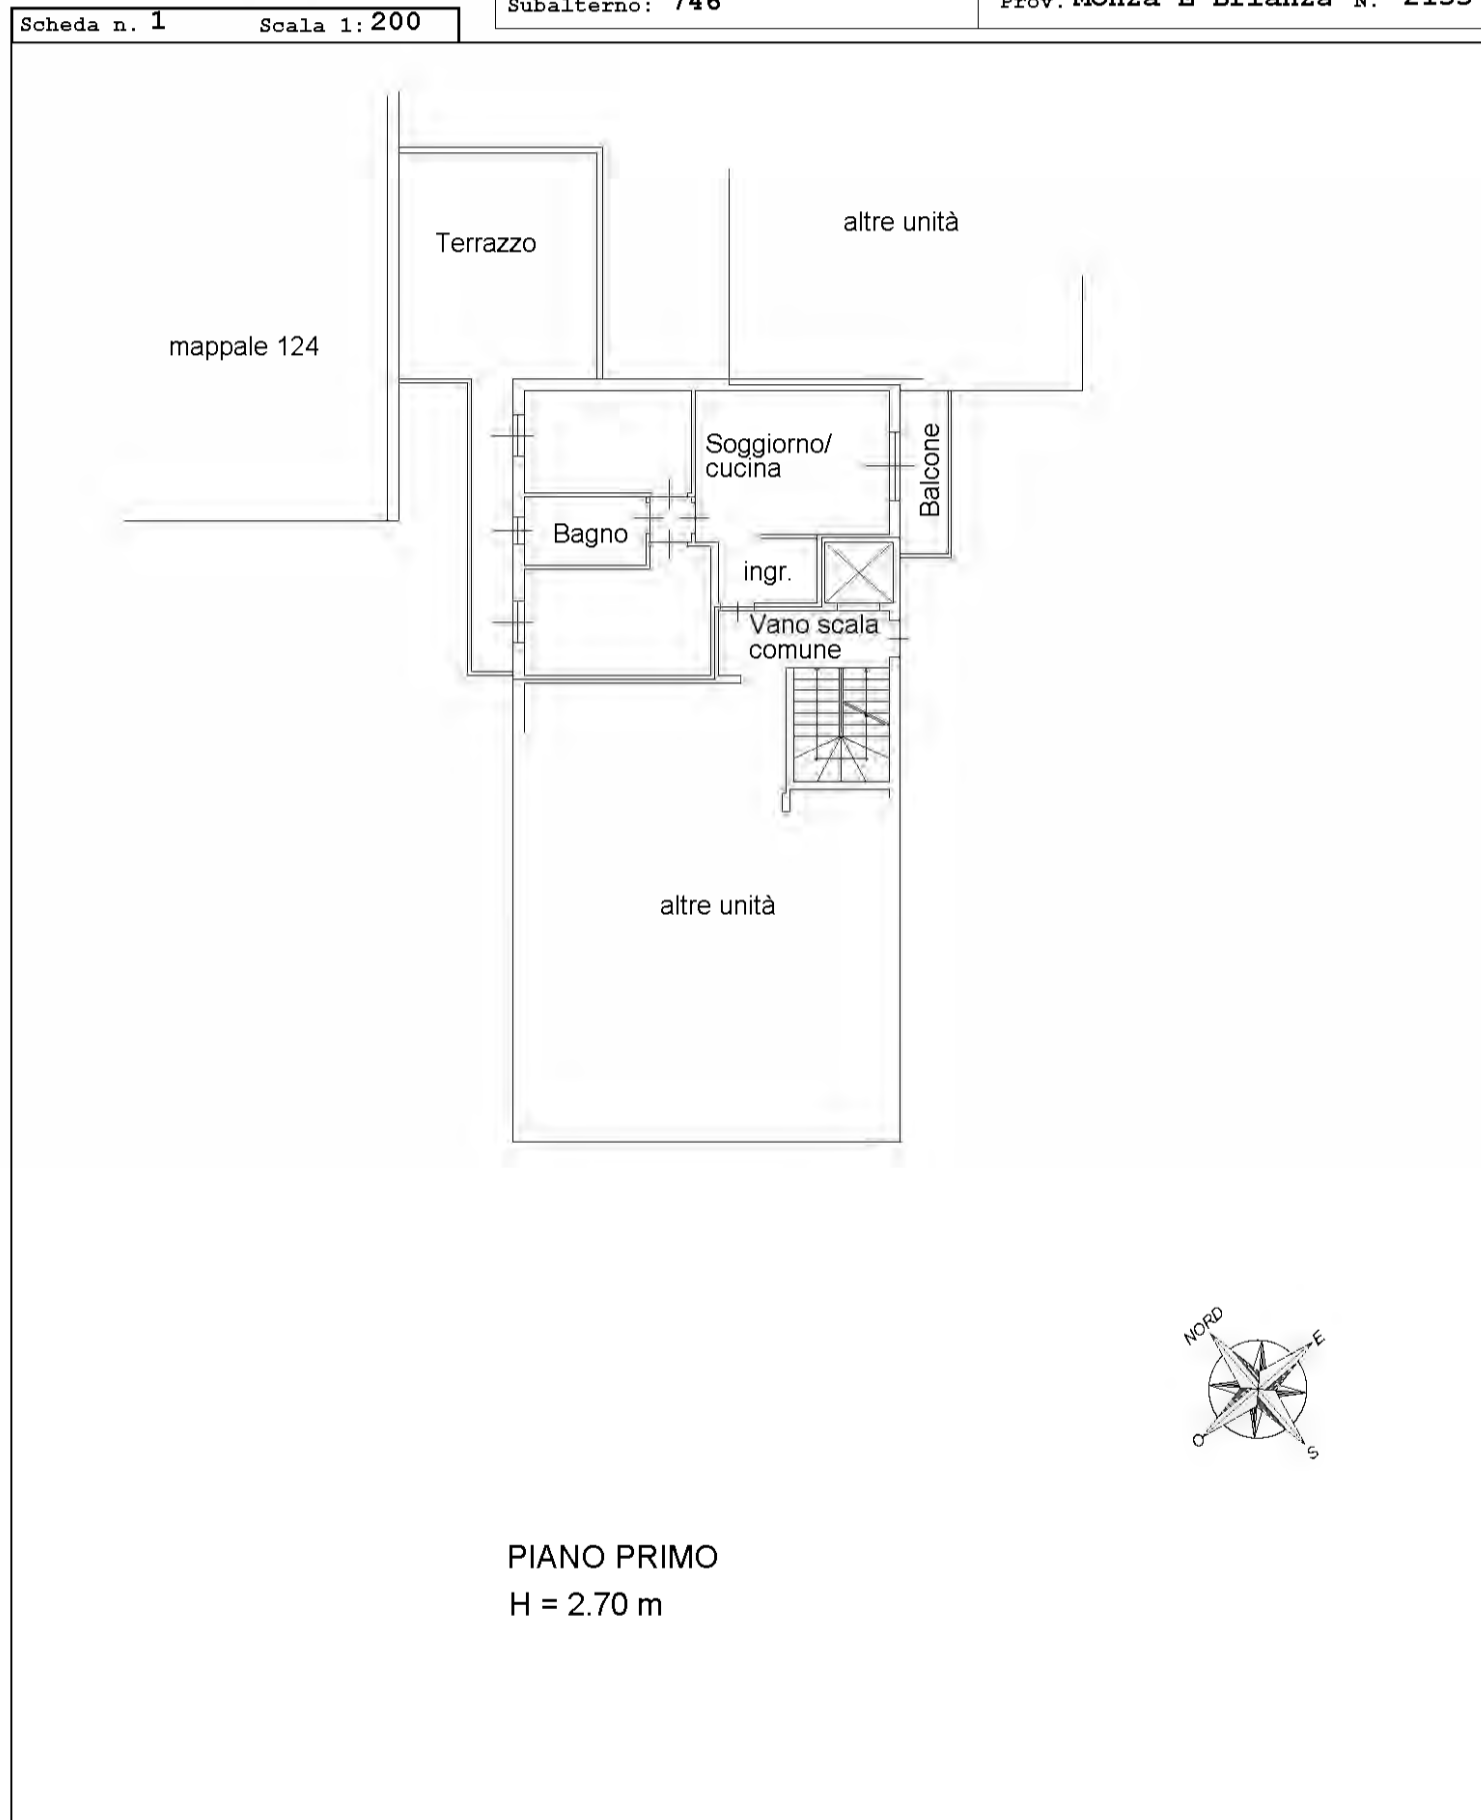 Subalterno: 746
Scheda n. 1 Scala 1:200
altre unità
Terrazzo
mappale 124
Soggiorno/
cucina
Balcone
Bagno
ingr.
Vano scala
comune
altre unità
NORD
E
O
S
PIANO PRIMO
H = 2.70 m